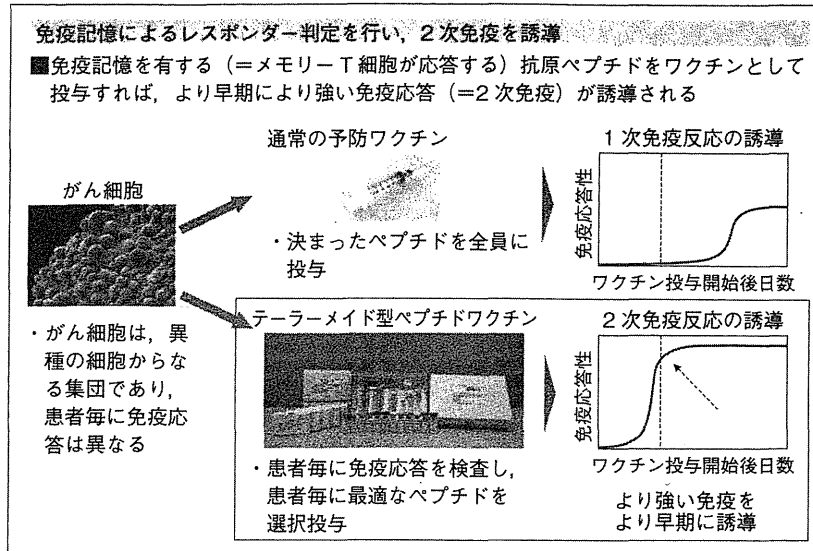 免疫記憶によるレスポンダー判定を行い，2次免疫を誘導
■免疫記憶を有する（＝メモリーT細胞が応答する）抗原ペプチドをワクチンとして
投与すれば，より早期により強い免疫応答（＝2次免疫）が誘導される
がん細胞
・がん細胞は，異
種の細胞からな
る集団であり，
患者毎に免疫応
答は異なる
通常の予防ワクチン
・決まったペプチドを全員に
投与
1次免疫反応の誘導
免疫応答性
ワクチン投与開始後日数
テーラーメイド型ペプチドワクチン
・患者毎に免疫応答を検査し，
患者毎に最適なペプチドを
選択投与
2次免疫反応の誘導
免疫応答性
ワクチン投与開始後日数
より強い免疫を
より早期に誘導